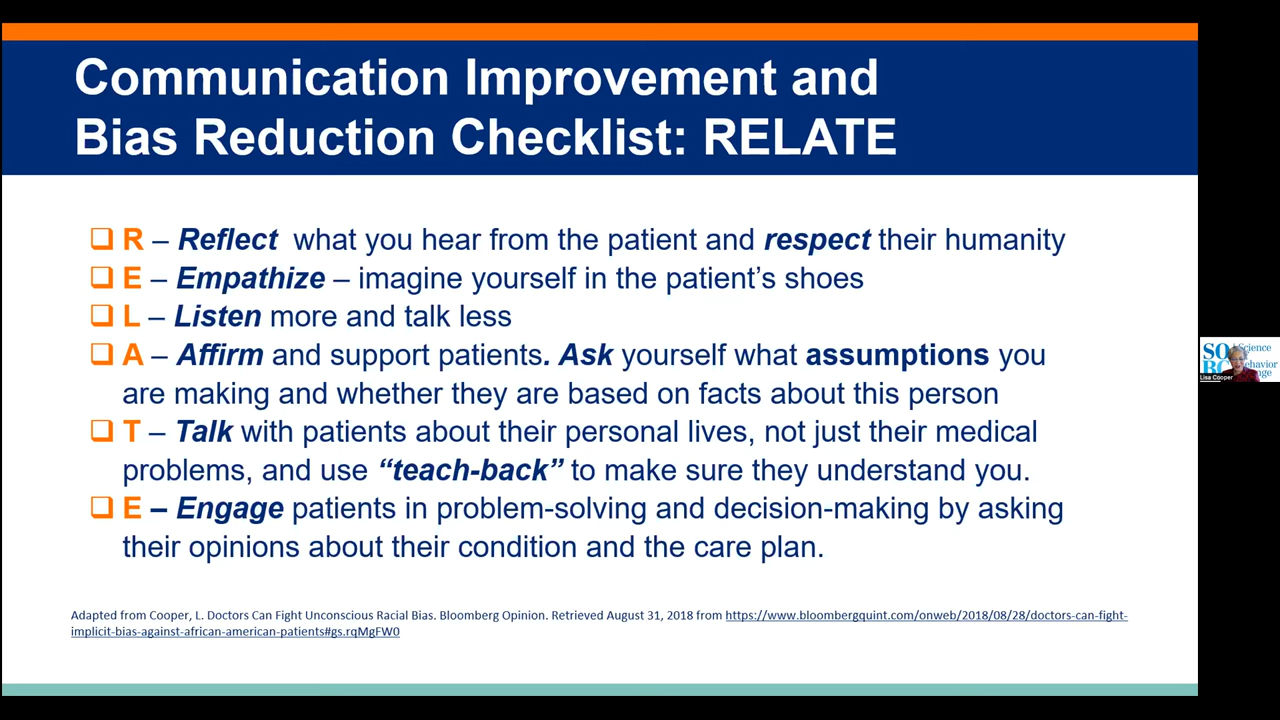 Communication Improvement and
Bias Reduction Checklist: RELATE
R – Reflect what you hear from the patient and respect their humanity
E – Empathize – imagine yourself in the patient’s shoes
L – Listen more and talk less
A – Affirm and support patients. Ask yourself what assumptions you
are making and whether they are based on facts about this person
T – Talk with patients about their personal lives, not just their medical
problems, and use “teach-back” to make sure they understand you.
E – Engage patients in problem-solving and decision-making by asking
their opinions about their condition and the care plan.
Adapted from Cooper, L. Doctors Can Fight Unconscious Racial Bias. Bloomberg Opinion. Retrieved August 31, 2018 from https://www.bloombergquint.com/onweb/2018/08/28/doctors-can-fight-
implicit-bias-against-african-american-patients#gs.rqMgFW0
SO Science
Lisa Cooper